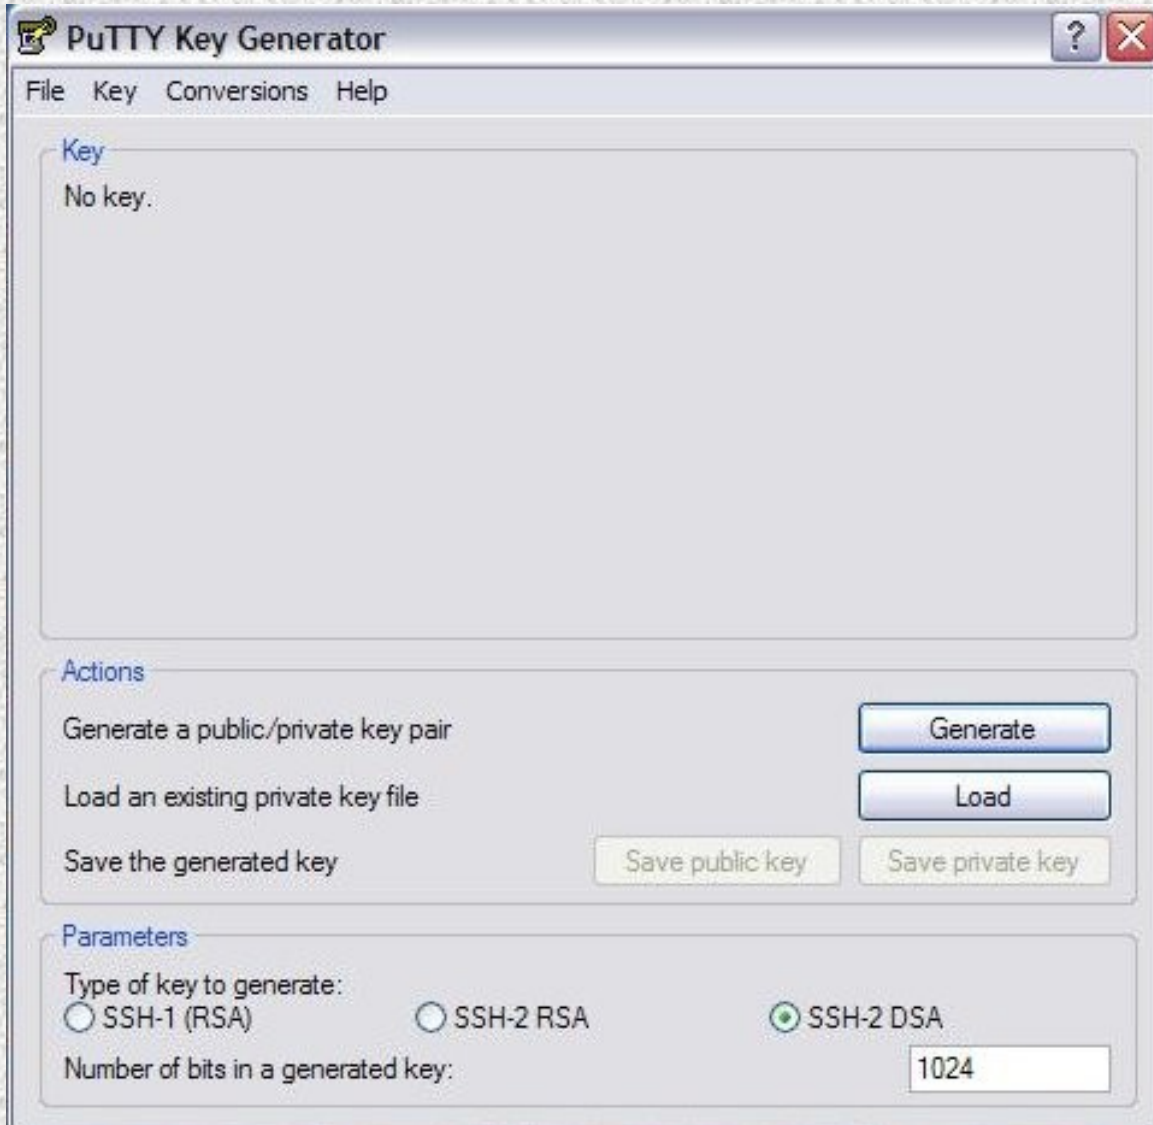 PuTTY Key Generator
File Key Conversions Help
Key
No key.
Actions
Generate a public/private key pair Generate
Load an existing private key file Load
Save the generated key Save public key Save private key
Parameters
Type of key to generate:
SSH-1 (RSA) SSH-2 RSA SSH-2 DSA
Number of bits in a generated key: 1024